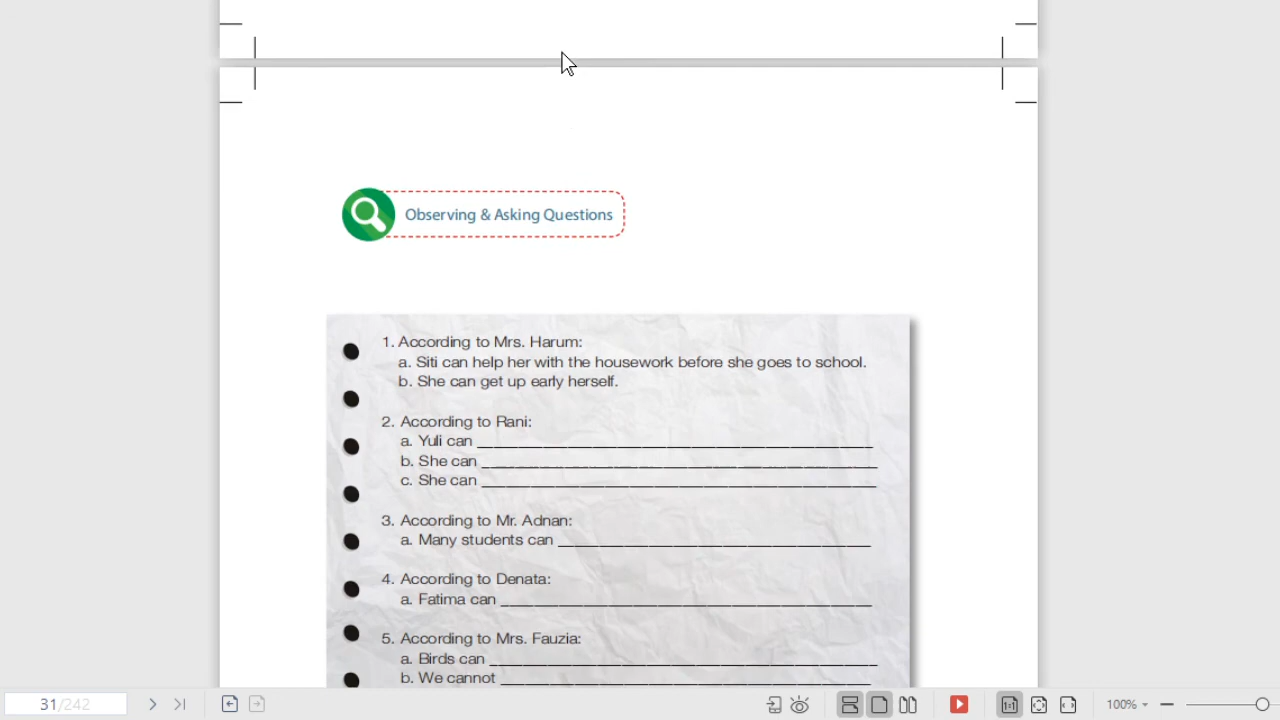 Observing & Asking Questions
1. According to Mrs. Harum:
a. Siti can help her with the housework before she goes to school.
b. She can get up early herself.
2. According to Rani:
a. Yuli can
b. She can
c. She can
3. According to Mr. Adnan:
a. Many students can
4. According to Denata:
a. Fatima can
5. According to Mrs. Fauzia:
a. Birds can
b. We cannot
31/242
100%